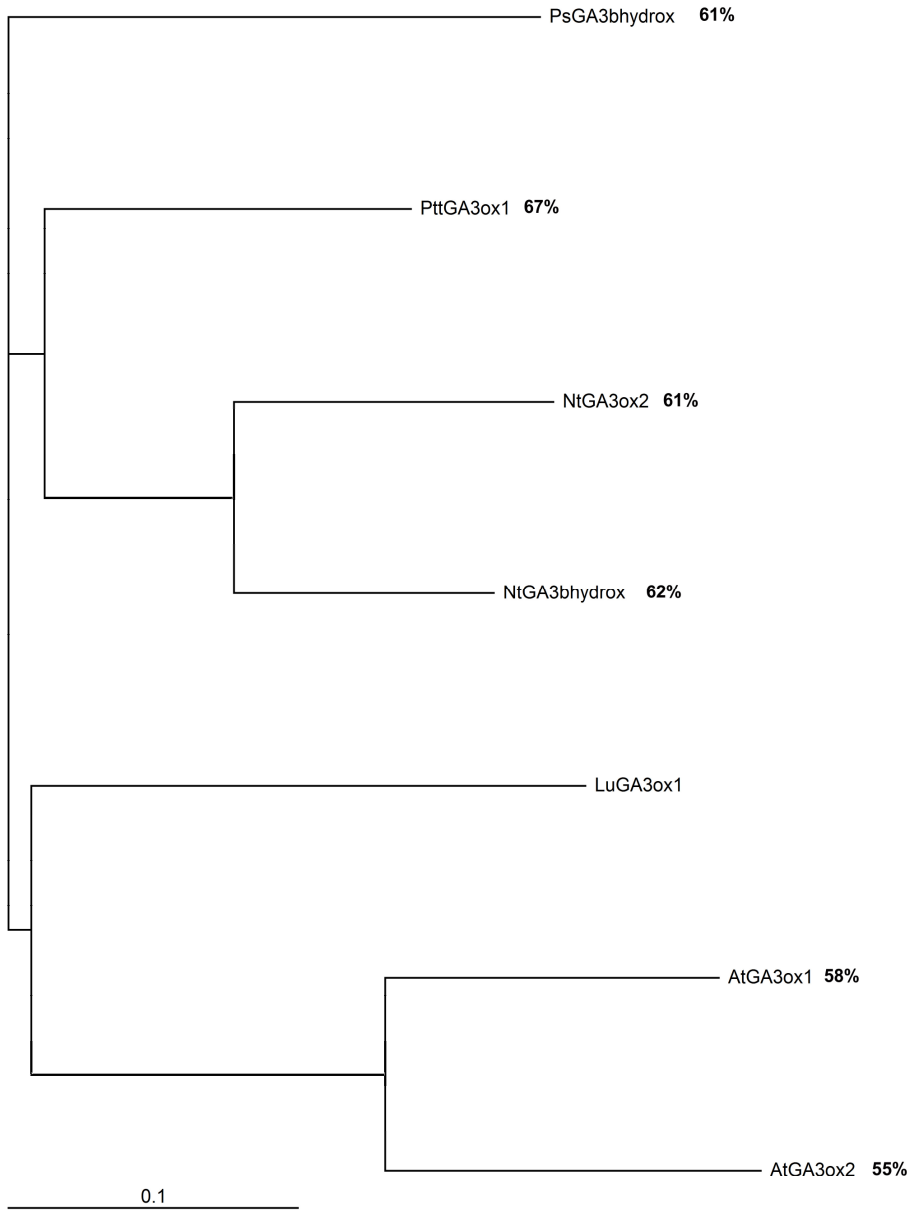 PsGA3bhydrox 61%
PttGA3ox1 67%
NtGA3ox2 61%
NtGA3bhydrox 62%
LuGA3ox1
AtGA3ox1 58%
AtGA3ox2 55%
0.1